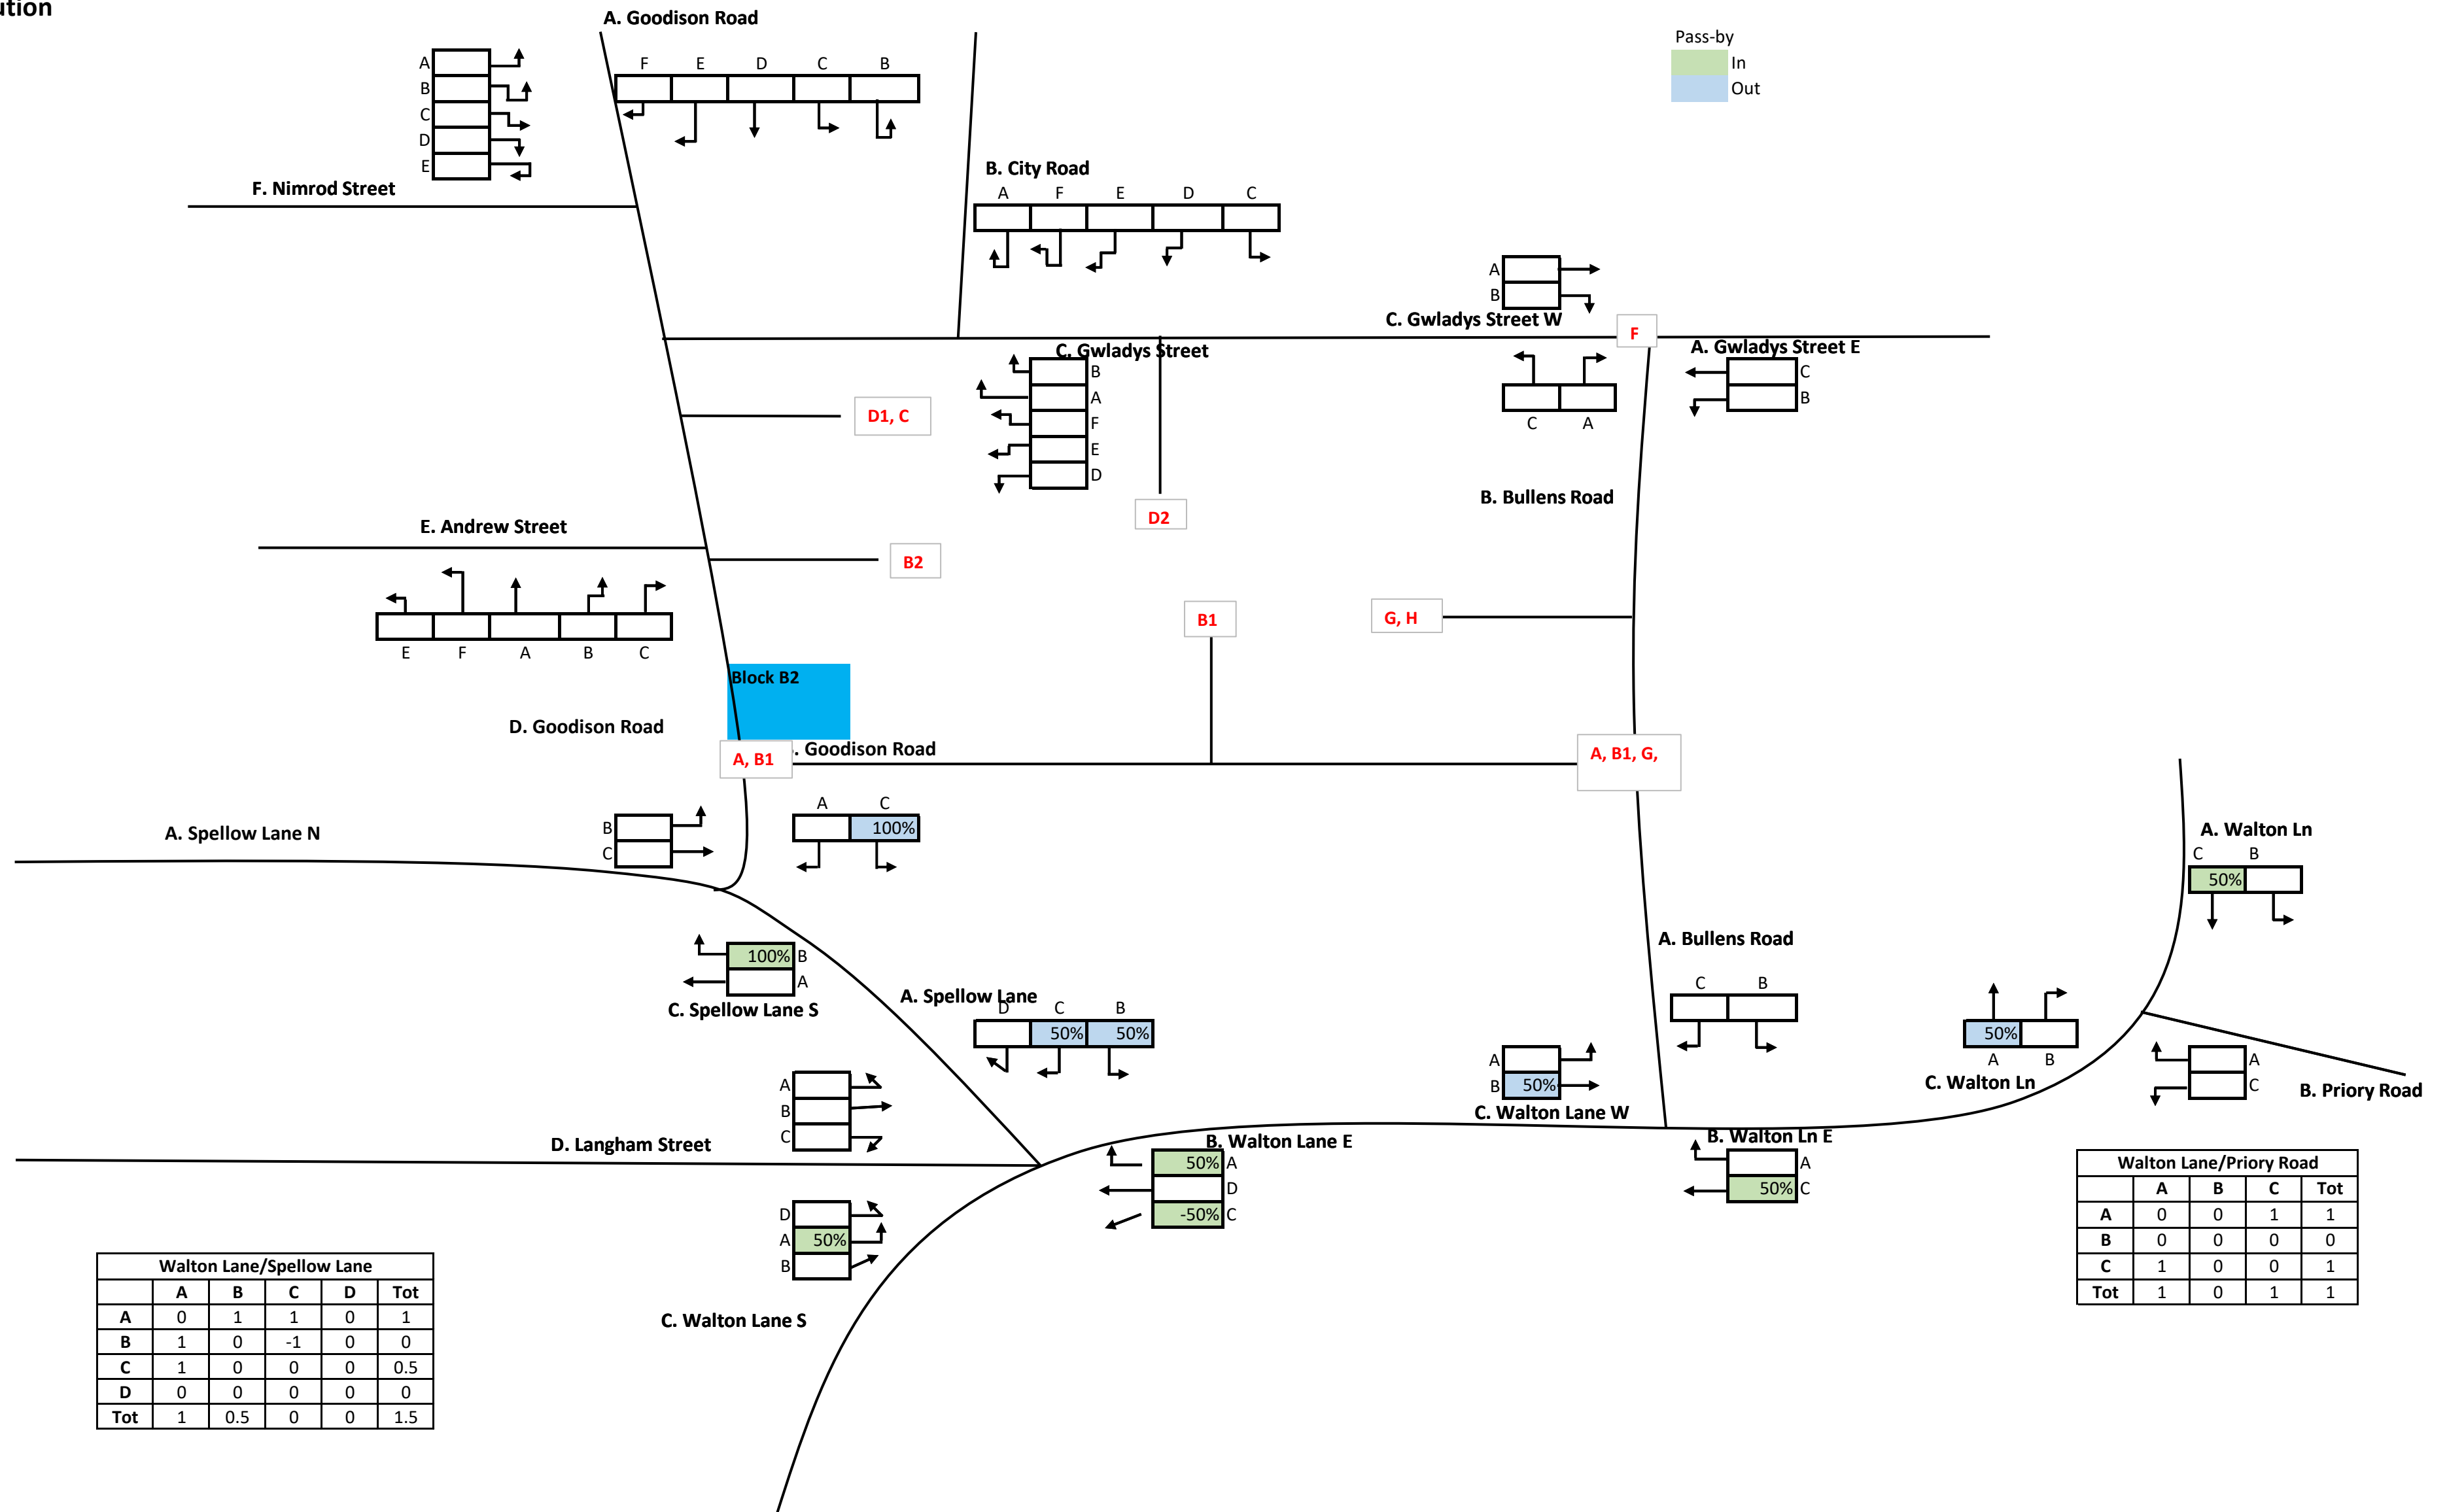 ution
A. Goodison Road
Pass-by
In
Out
F E D C B
A
B
C
D
E
F. Nimrod Street
B. City Road
A F E D C
A
B
C. Gwladys Street W
F
A. Gwladys Street E
C
B
C A
C. Gwladys Street
B
A
F
E
D
D1, C
D2
B. Bullens Road
E. Andrew Street
B2
E F A B C
B1
G, H
Block B2
D. Goodison Road
. Goodison Road
A, B1
A, B1, G,
A. Spellow Lane N
B
C
A C
100%
A. Walton Ln
C B
50%
100% B
A
C. Spellow Lane S
A. Spellow Lane
D C B
50% 50%
A. Bullens Road
C B
A
B 50%
C. Walton Lane W
50%
A B
C. Walton Ln
A
C
B. Priory Road
A
B
C
D. Langham Street
B. Walton Lane E
50% A
D
-50% C
B. Walton Ln E
A
50% C
D
A 50%
B
C. Walton Lane S
Walton Lane/Priory Road
A B C Tot
A 0 0 1 1
B 0 0 0 0
C 1 0 0 1
Tot 1 0 1 1
Walton Lane/Spellow Lane
A B C D Tot
A 0 1 1 0 1
B 1 0 -1 0 0
C 1 0 0 0 0.5
D 0 0 0 0 0
Tot 1 0.5 0 0 1.5